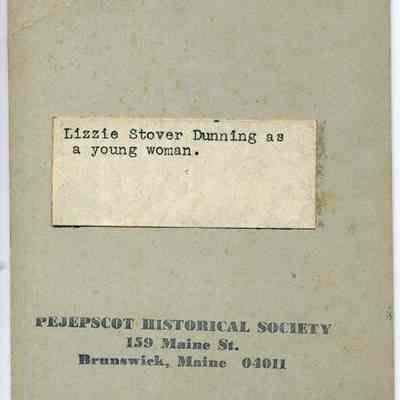 Lizzie Stover Dunning as
a young woman.
PEJEPSCOT HISTORICAL SOCIETY
159 Maine St.
Brunswick, Maine 04011